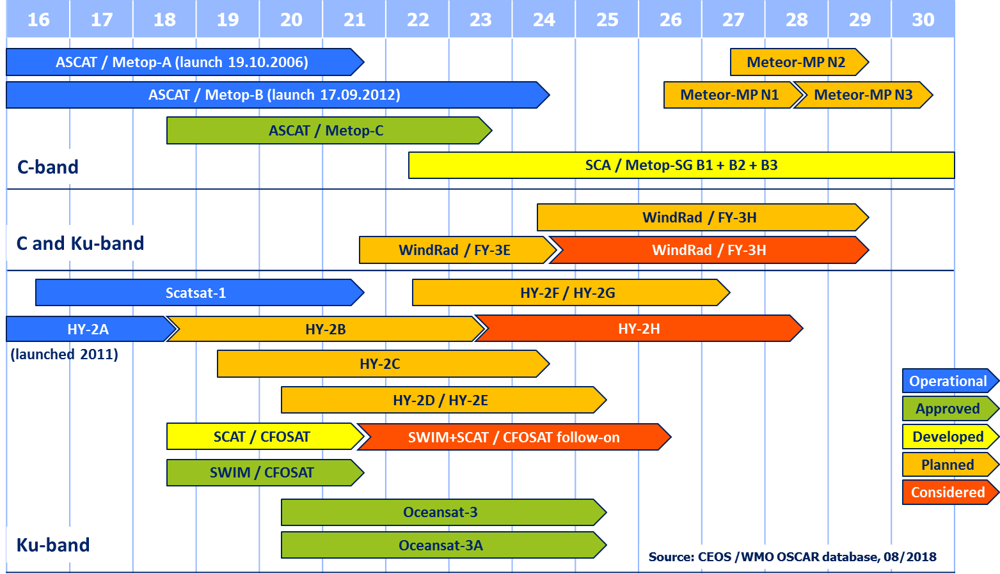 16 17 18 19 20 21 22 23 24 25 26 27 28 29 30
ASCAT / Metop-A (launch 19.10.2006)
Meteor-MP N2
ASCAT / Metop-B (launch 17.09.2012)
Meteor-MP N1
Meteor-MP N3
ASCAT / Metop-C
C-band
SCA / Metop-SG B1 + B2 + B3
WindRad / FY-3H
C and Ku-band
WindRad / FY-3E
WindRad / FY-3H
Scatsat-1
HY-2F / HY-2G
HY-2A
HY-2B
HY-2H
(launched 2011)
HY-2C
HY-2D / HY-2E
SCAT / CFOSAT
SWIM+SCAT / CFOSAT follow-on
SWIM / CFOSAT
Oceansat-3
Oceansat-3A
Ku-band
Operational
Approved
Developed
Planned
Considered
Source: CEOS /WMO OSCAR database, 08/2018